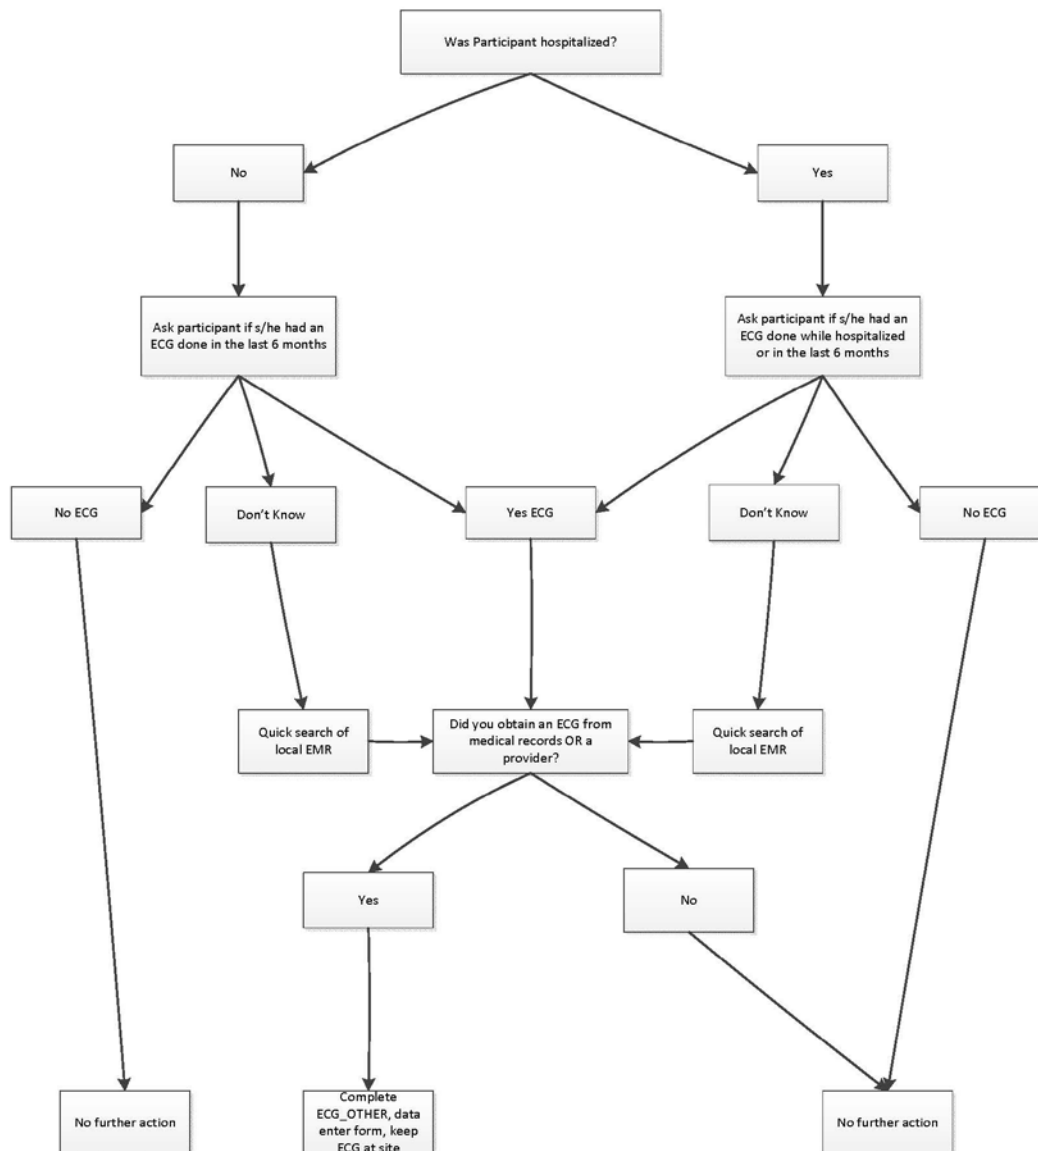 Was Participant hospitalized?
No
Yes
Ask participant if s/he had an
ECG done in the last 6 months
Ask participant if s/he had an
ECG done while hospitalized
or in the last 6 months
No ECG
Don't Know
Yes ECG
Don't Know
No ECG
Quick search of
local EMR
Did you obtain an ECG from
medical records OR a
provider?
Quick search of
local EMR
Yes
No
No further action
Complete
ECG_OTHER, data
enter form, keep
ECG at site
No further action